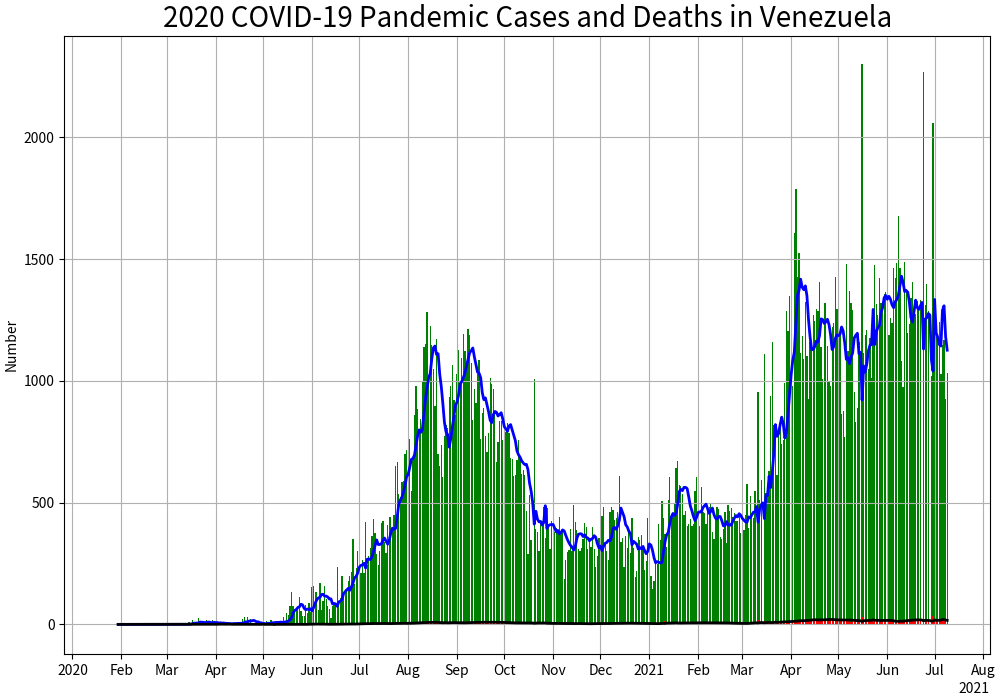 2020 COVID-19 Pandemic Cases and Deaths in Venezuela
Number
2000
1500
1000
500
0
2020 Feb Mar Apr May Jun Jul Aug Sep Oct Nov Dec 2021 Feb Mar Apr May Jun Jul Aug
2021